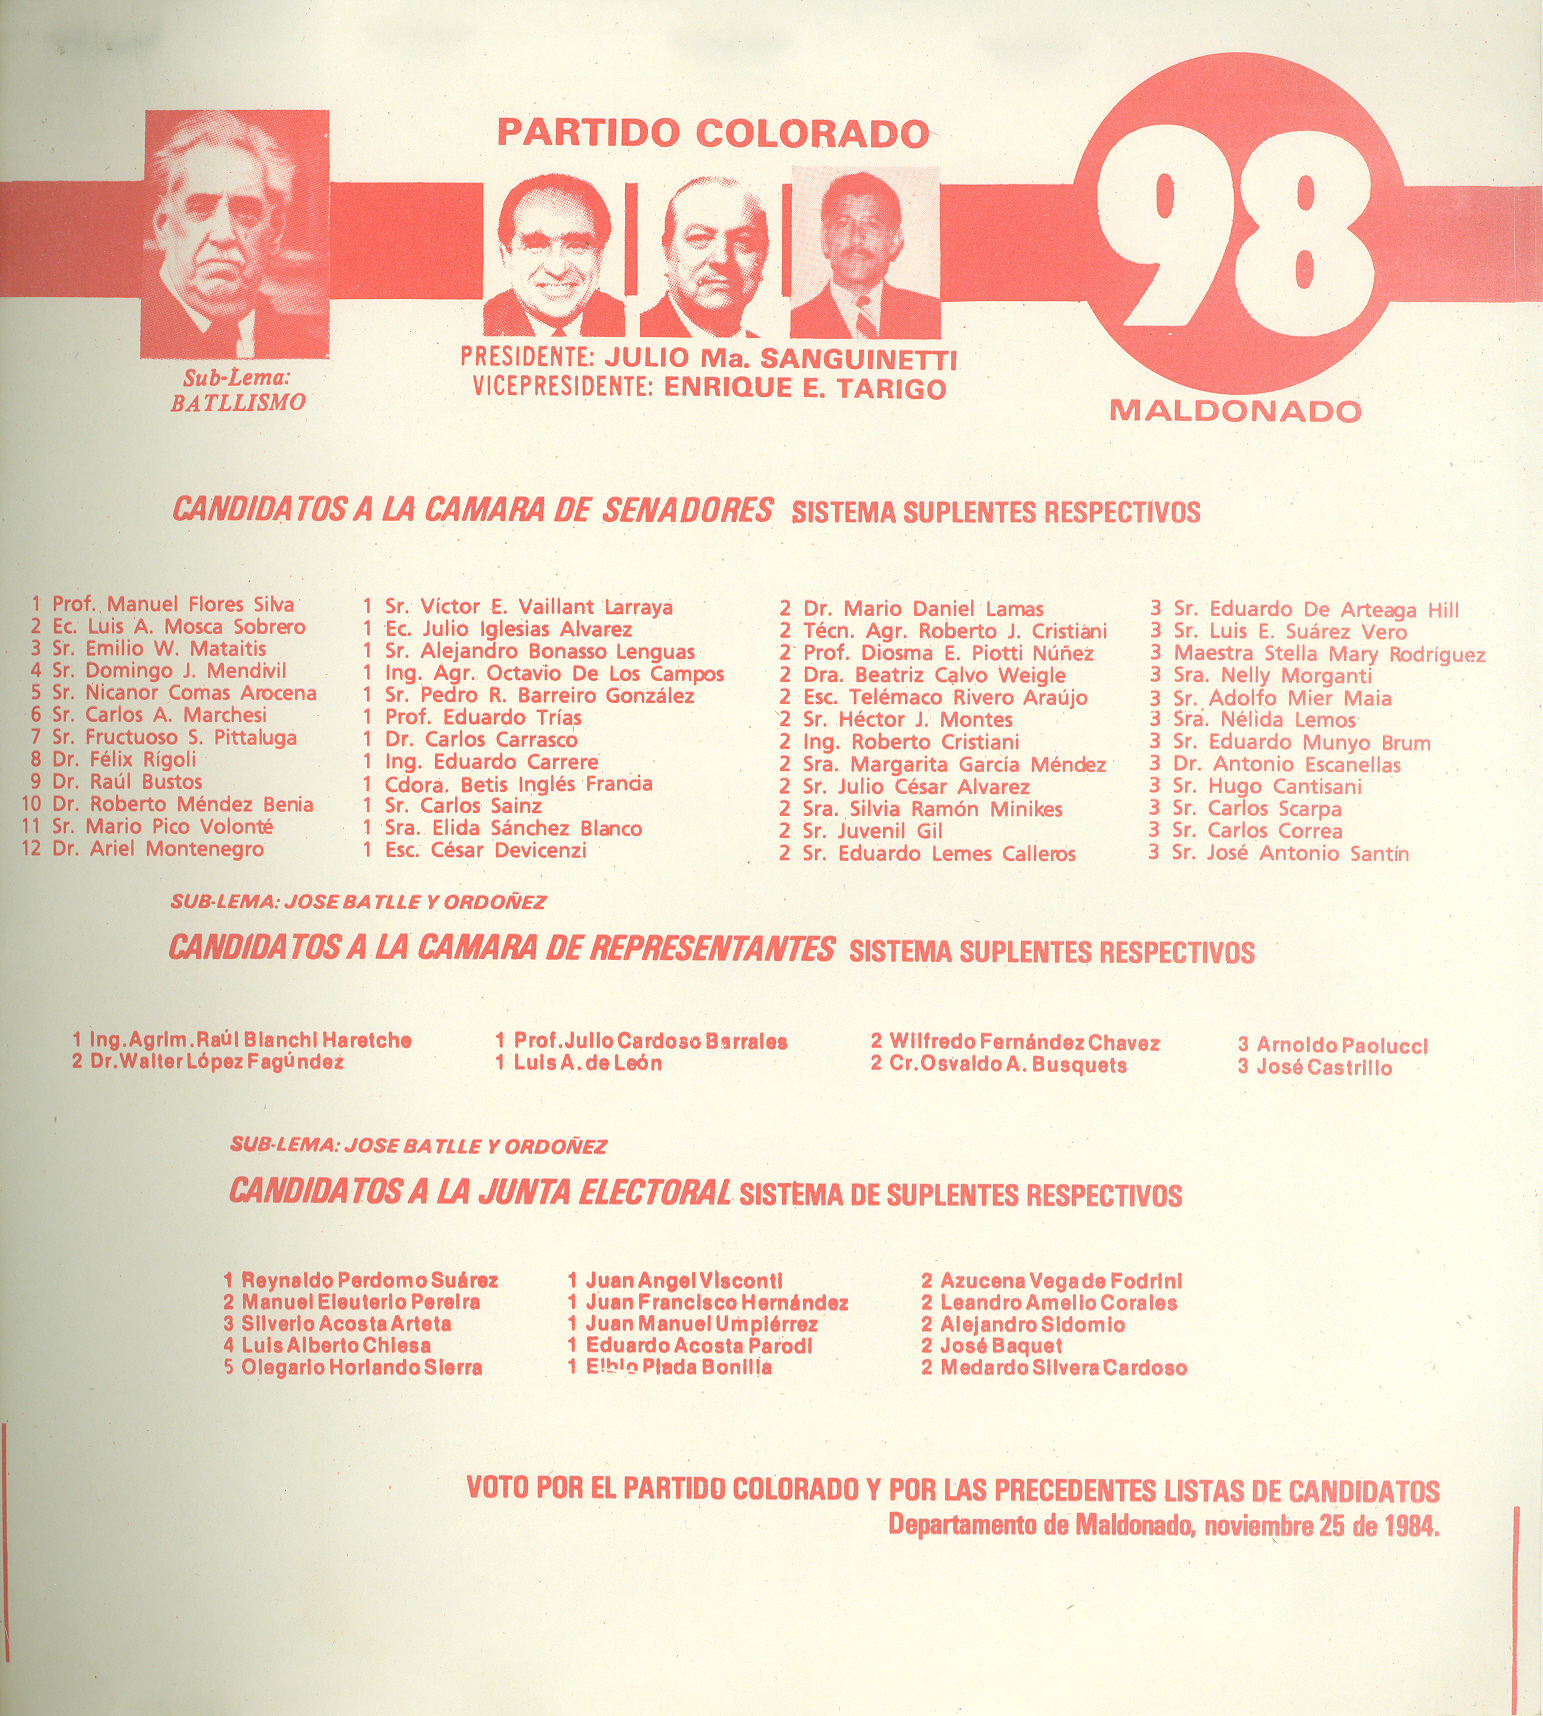 PARTIDO COLORADO
98
PRESIDENTE: JULIO Ma. SANGUINETTI
VICEPRESIDENTE: ENRIQUE E. TARIGO
Sub-Lema:
BATLLISMO
MALDONADO
CANDIDATOS A LA CAMARA DE SENADORES SISTEMA SUPLENTES RESPECTIVOS
1 Prof. Manuel Flores Silva 1 Sr. Víctor E. Vaillant Larraya 2 Dr. Mario Daniel Lamas 3 Sr. Eduardo De Arteaga Hill
2 Ec. Luis A. Mosca Sobrero 1 Ec. Julio Iglesias Alvarez 2 Técn. Agr. Roberto J. Cristiani 3 Sr. Luis E. Suárez Vero
3 Sr. Emilio W. Mataitis 1 Sr. Alejandro Bonasso Lenguas 2 Prof. Diosma E. Piotti Núñez 3 Maestra Stella Mary Rodríguez
4 Sr. Domingo J. Mendivil 1 Ing. Agr. Octavio De Los Campos 2 Dra. Beatriz Calvo Weigle 3 Sra. Nelly Morganti
5 Sr. Nicanor Comas Arocena 1 Sr. Pedro R. Barreiro González 2 Esc. Telémaco Rivero Araújo 3 Sr. Adolfo Mier Maia
6 Sr. Carlos A. Marchesi 1 Prof. Eduardo Trías 2 Sr. Héctor J. Montes 3 Sra. Nélida Lemos
7 Sr. Fructuoso S. Pittaluga 1 Dr. Carlos Carrasco 2 Ing. Roberto Cristiani 3 Sr. Eduardo Munyo Brum
8 Dr. Félix Rígoli 1 Ing. Eduardo Carrere 2 Sra. Margarita García Méndez 3 Dr. Antonio Escanellas
9 Dr. Raúl Bustos 1 Cdora. Betis Inglés Francia 2 Sr. Julio César Alvarez 3 Sr. Hugo Cantisani
10 Dr. Roberto Méndez Benia 1 Sr. Carlos Sainz 2 Sra. Silvia Ramón Minikes 3 Sr. Carlos Scarpa
11 Sr. Mario Pico Volonté 1 Sra. Elida Sánchez Blanco 2 Sr. Juvenil Gil 3 Sr. Carlos Correa
12 Dr. Ariel Montenegro 1 Esc. César Devicenzi 2 Sr. Eduardo Lemes Calleros 3 Sr. José Antonio Santín
SUB-LEMA: JOSE BATLLE Y ORDOÑEZ
CANDIDATOS A LA CAMARA DE REPRESENTANTES SISTEMA SUPLENTES RESPECTIVOS
1 Ing. Agrim. Raúl Bianchi Haretche 1 Prof. Julio Cardoso Barrales 2 Wilfredo Fernández Chavez 3 Arnoldo Paolucci
2 Dr. Walter López Fagúndez 1 Luis A. de León 2 Cr. Osvaldo A. Busquets 3 José Castrillo
SUB-LEMA: JOSE BATLLE Y ORDOÑEZ
CANDIDATOS A LA JUNTA ELECTORAL SISTEMA DE SUPLENTES RESPECTIVOS
1 Reynaldo Perdomo Suárez 1 Juan Angel Visconti 2 Azucena Vega de Fodrini
2 Manuel Eleuterio Pereira 1 Juan Francisco Hernández 2 Leandro Amelio Corales
3 Silverio Acosta Arteta 1 Juan Manuel Umpiérrez 2 Alejandro Sidomio
4 Luis Alberto Chiesa 1 Eduardo Acosta Parodi 2 José Baquet
5 Olegario Horlando Sierra 1 Elbio Plada Bonilla 2 Medardo Silvera Cardoso
VOTO POR EL PARTIDO COLORADO Y POR LAS PRECEDENTES LISTAS DE CANDIDATOS
Departamento de Maldonado, noviembre 25 de 1984.